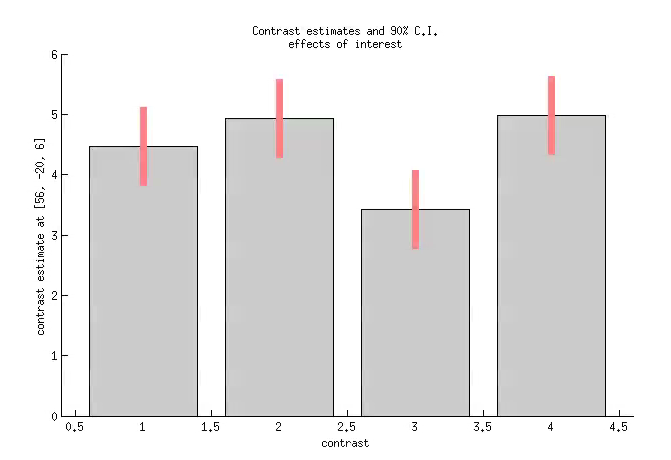 Contrast estimates and 90% C.I.
effects of interest
6
5
4
3
2
1
0
contrast estimate at [56, -20, 6]
0.5 1 1.5 2 2.5 3 3.5 4 4.5
contrast